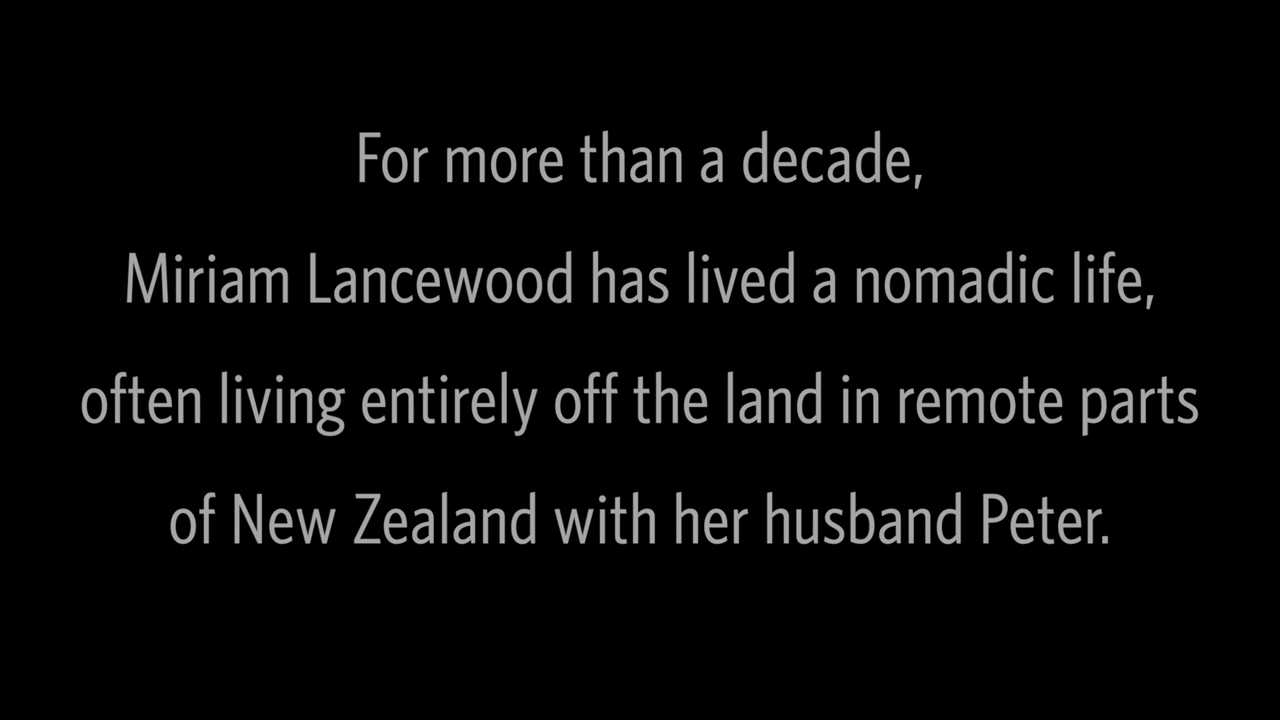 For more than a decade,
Miriam Lancewood has lived a nomadic life,
often living entirely off the land in remote parts
of New Zealand with her husband Peter.